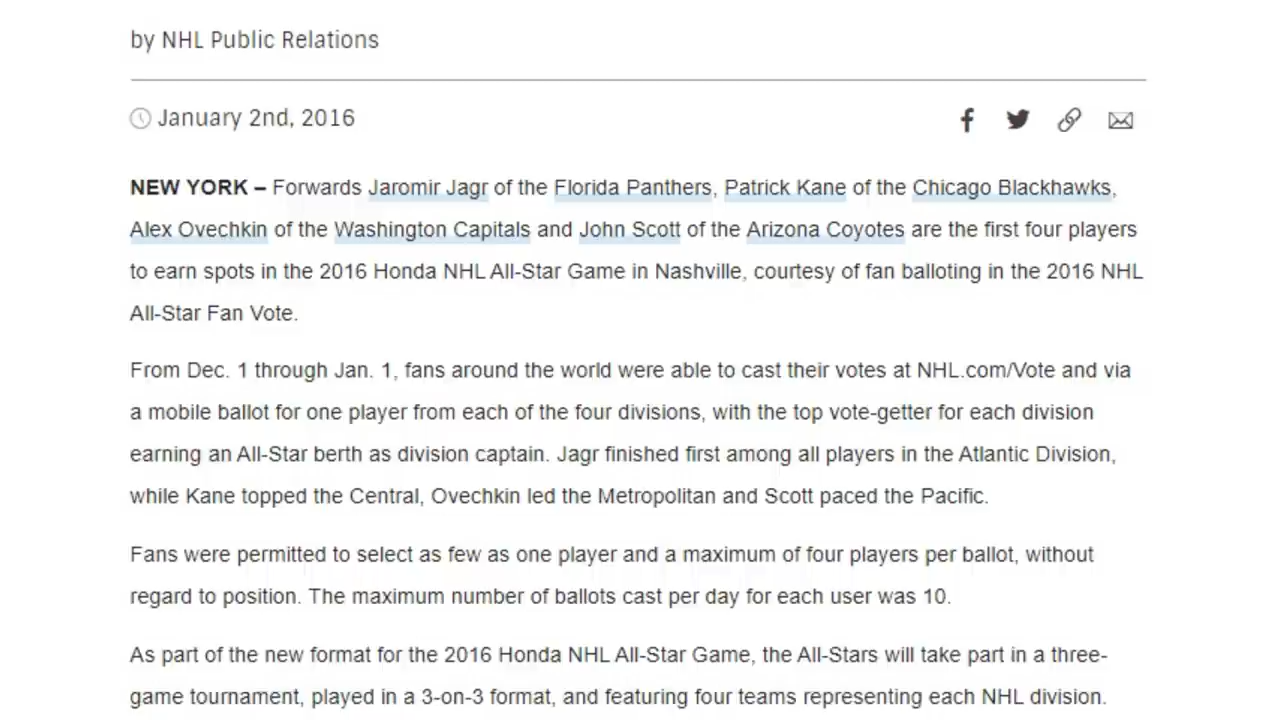 by NHL Public Relations
January 2nd, 2016
NEW YORK – Forwards Jaromir Jagr of the Florida Panthers, Patrick Kane of the Chicago Blackhawks,
Alex Ovechkin of the Washington Capitals and John Scott of the Arizona Coyotes are the first four players
to earn spots in the 2016 Honda NHL All-Star Game in Nashville, courtesy of fan balloting in the 2016 NHL
All-Star Fan Vote.
From Dec. 1 through Jan. 1, fans around the world were able to cast their votes at NHL.com/Vote and via
a mobile ballot for one player from each of the four divisions, with the top vote-getter for each division
earning an All-Star berth as division captain. Jagr finished first among all players in the Atlantic Division,
while Kane topped the Central, Ovechkin led the Metropolitan and Scott paced the Pacific.
Fans were permitted to select as few as one player and a maximum of four players per ballot, without
regard to position. The maximum number of ballots cast per day for each user was 10.
As part of the new format for the 2016 Honda NHL All-Star Game, the All-Stars will take part in a three-
game tournament, played in a 3-on-3 format, and featuring four teams representing each NHL division.